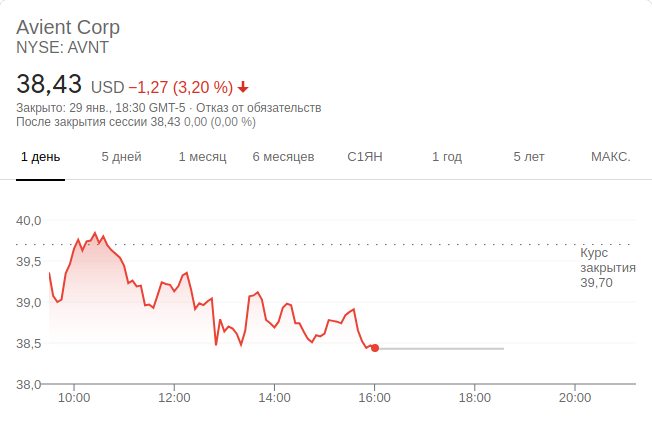 Avient Corp
NYSE: AVNT
38,43 USD −1,27 (3,20 %)
Закрыто: 29 янв., 18:30 GMT-5 · Отказ от обязательств
После закрытия сессии 38,43 0,00 (0,00 %)
1 день 5 дней 1 месяц 6 месяцев С1ЯН 1 год 5 лет МАКС.
40,0
39,5
39,0
38,5
38,0
Курс
закрытия
39,70
10:00 12:00 14:00 16:00 18:00 20:00